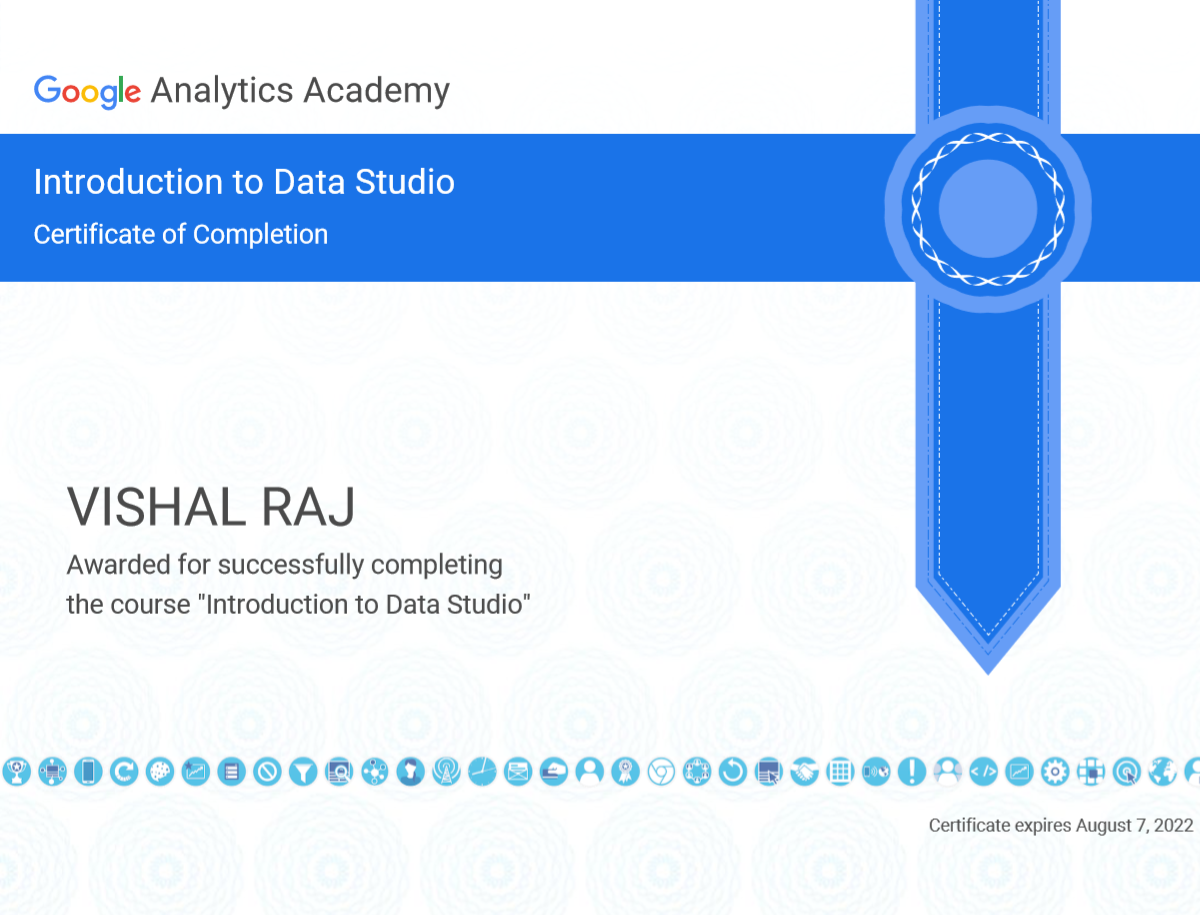 Google Analytics Academy
Introduction to Data Studio
Certificate of Completion
VISHAL RAJ
Awarded for successfully completing
the course "Introduction to Data Studio"
Certificate expires August 7, 2022